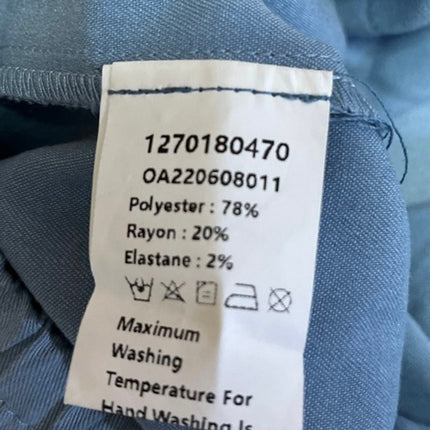 1270180470
OA220608011
Polyester : 78%
Rayon : 20%
Elastane : 2%
Maximum
Washing
Temperature For
Hand Washing Is